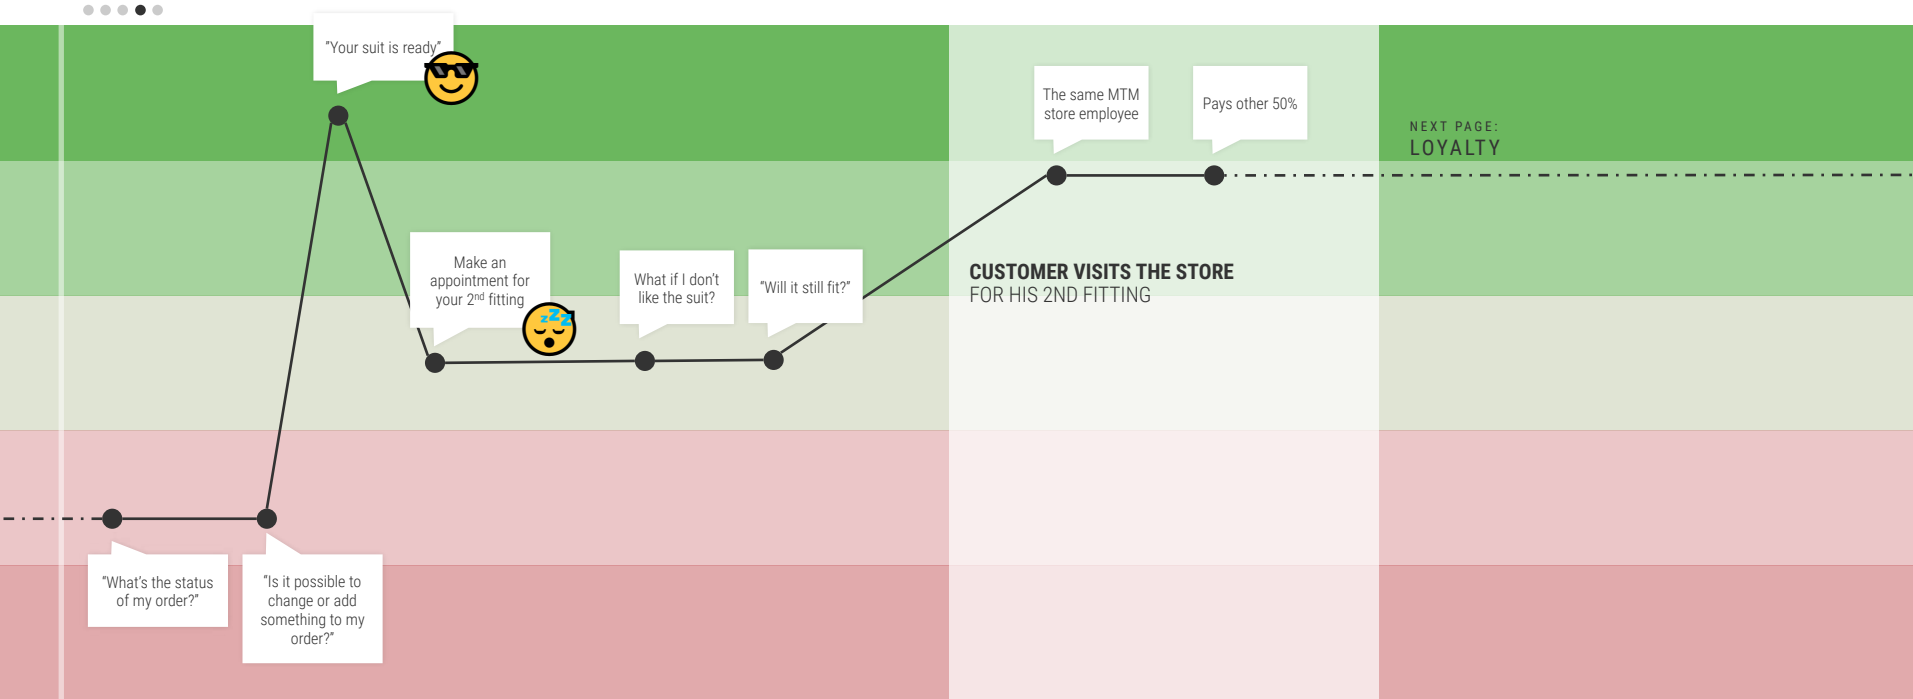 "Your suit is ready"
The same MTM
store employee
Pays other 50%
NEXT PAGE:
LOYALTY
Make an
appointment for
your 2nd fitting
What if I don't
like the suit?
"Will it still fit?"
CUSTOMER VISITS THE STORE
FOR HIS 2ND FITTING
"What's the status
of my order?"
"Is it possible to
change or add
something to my
order?"
zzz